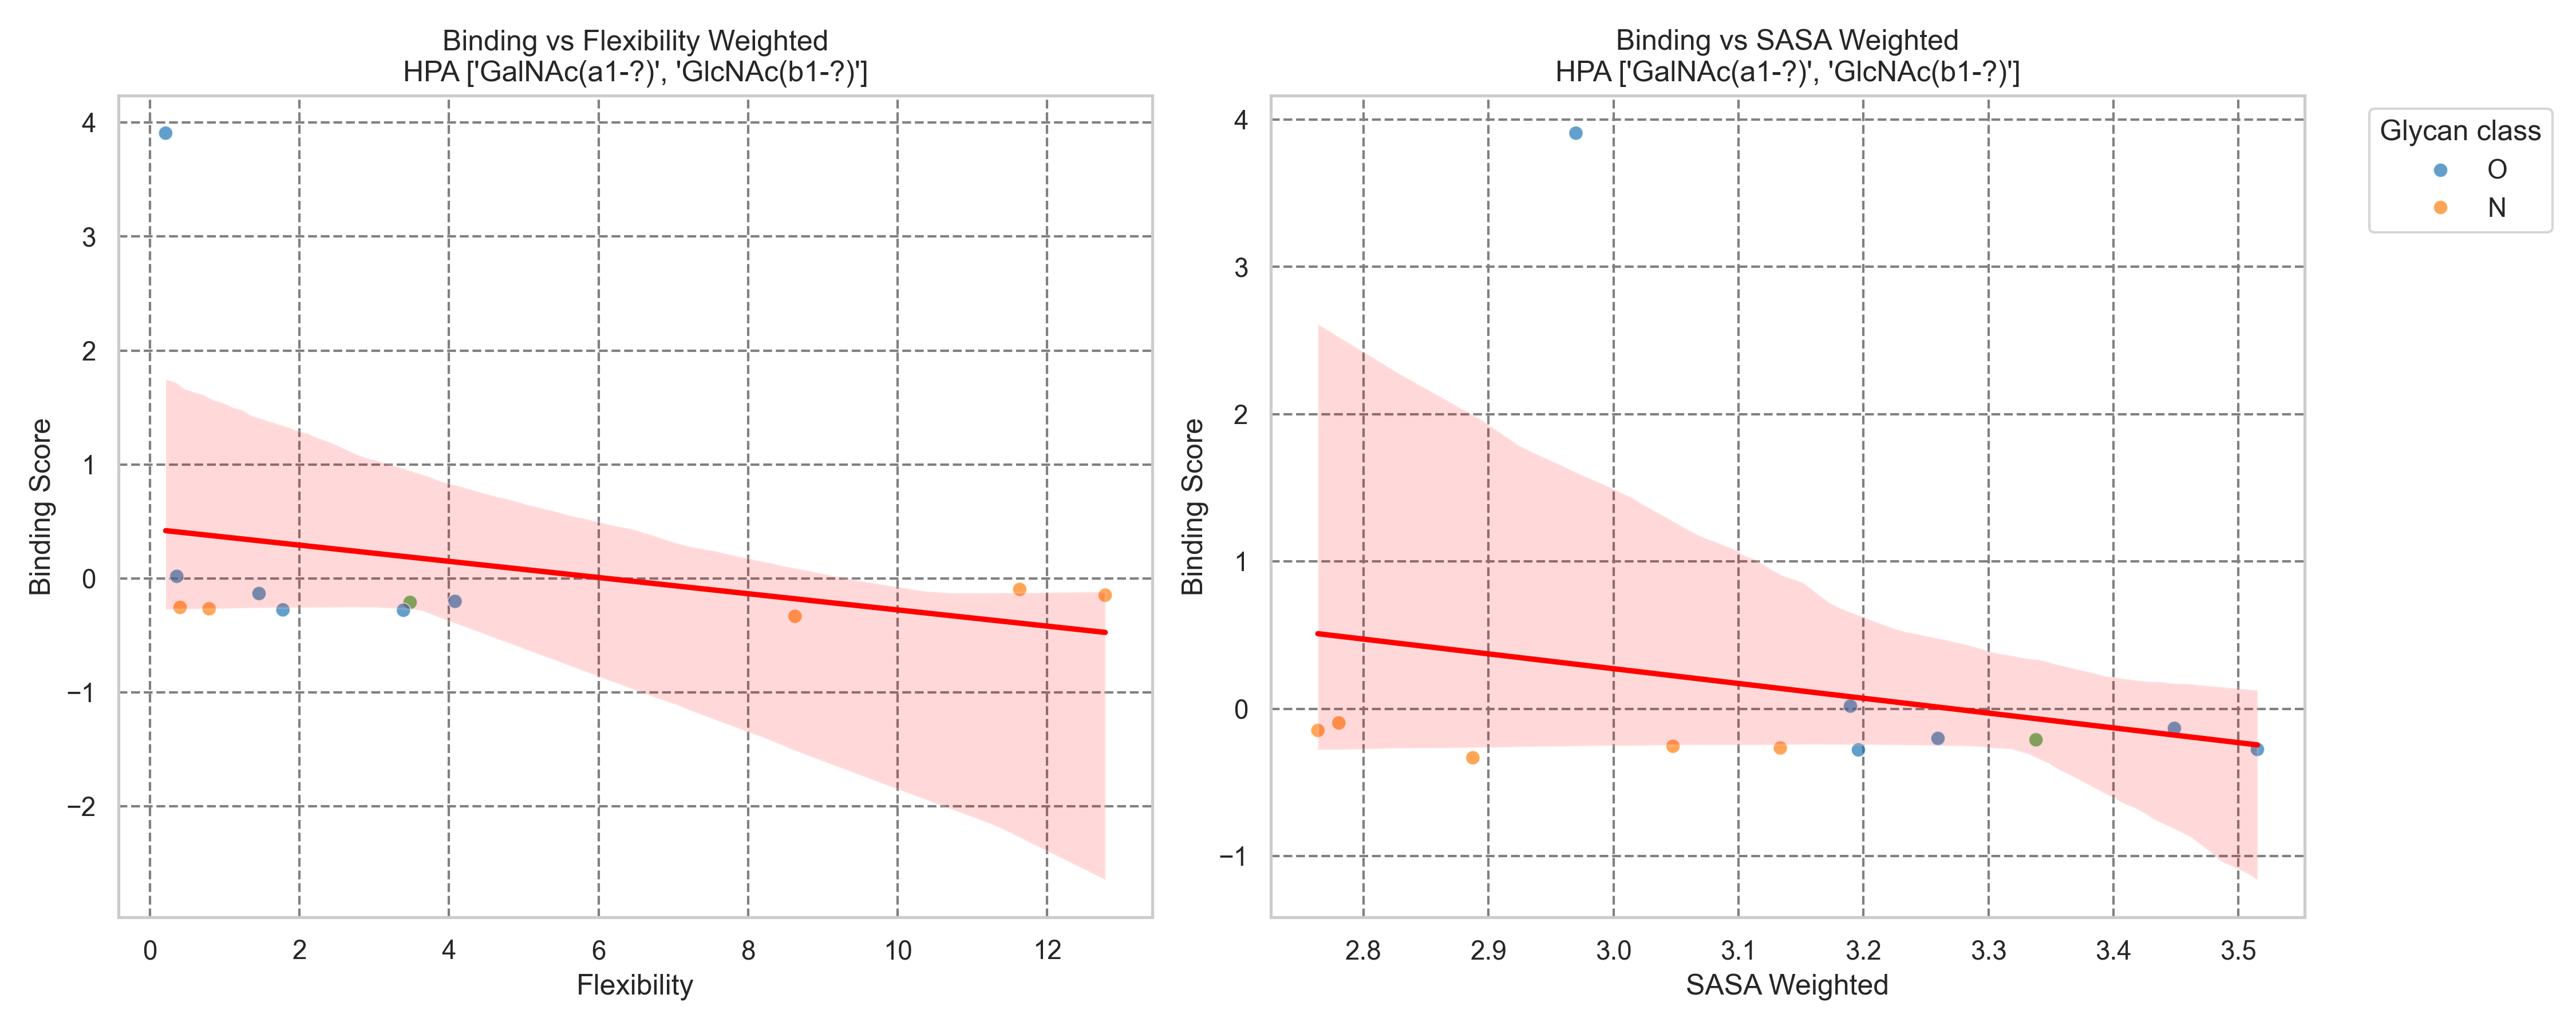 Binding vs Flexibility Weighted
HPA ['GalNAc(a1-?)', 'GlcNAc(b1-?)']
4
3
2
1
0
−1
−2
Binding Score
0
2
4
6
8
10
12
Flexibility
Binding vs SASA Weighted
HPA ['GalNAc(a1-?)', 'GlcNAc(b1-?)']
4
3
2
1
0
−1
Binding Score
2.8
2.9
3.0
3.1
3.2
3.3
3.4
3.5
SASA Weighted
Glycan class
O
N